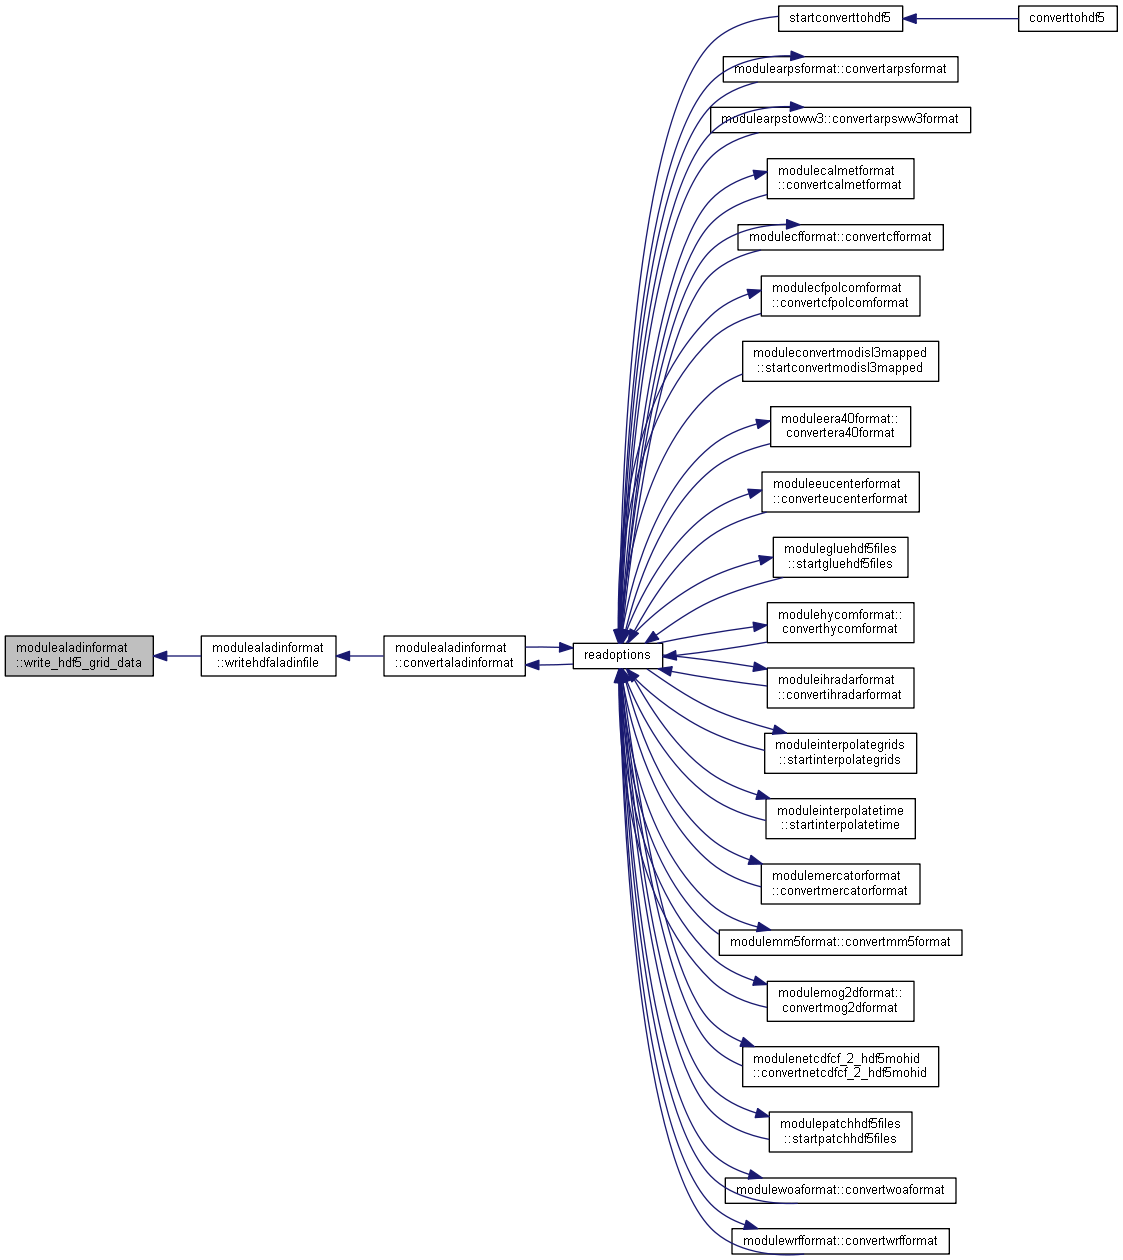 startconverttohdf5
converttohdf5
modulearpsformat::convertarpsformat
modulearpstoww3::convertarpsww3format
modulecalmetformat
::convertcalmetformat
modulecfformat::convertcfformat
modulecfpolcomformat
::convertcfpolcomformat
moduleconvertmodisl3mapped
::startconvertmodisl3mapped
moduleera40format::
convertera40format
moduleeucenterformat
::converteucenterformat
modulegluehdf5files
::startgluehdf5files
modulehycomformat::
converthycomformat
modulealadinformat
::write_hdf5_grid_data
modulealadinformat
::writehdfaladinfile
modulealadinformat
::convertaladinformat
readoptions
moduleihradarformat
::convertihradarformat
moduleinterpolategrids
::startinterpolategrids
moduleinterpolatetime
::startinterpolatetime
modulemercatorformat
::convertmercatorformat
modulemm5format::convertmm5format
modulemog2dformat::
convertmog2dformat
modulenetcdfcf_2_hdf5mohid
::convertnetcdfcf_2_hdf5mohid
modulepatchhdf5files
::startpatchhdf5files
modulewoaformat::convertwoaformat
modulewrfformat::convertwrfformat